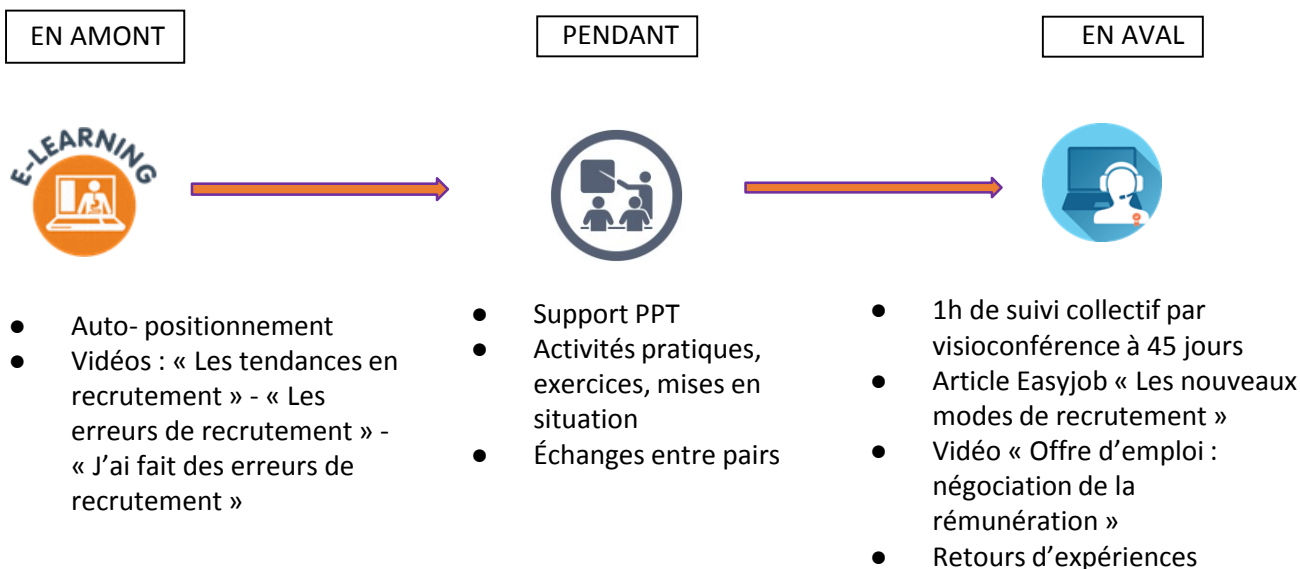 EN AMONT
PENDANT
EN AVAL
E-LEARNING
● Auto- positionnement
● Vidéos : « Les tendances en
recrutement » - « Les
erreurs de recrutement » -
« J’ai fait des erreurs de
recrutement »
● Support PPT
● Activités pratiques,
exercices, mises en
situation
● Échanges entre pairs
● 1h de suivi collectif par
visioconférence à 45 jours
● Article Easyjob « Les nouveaux
modes de recrutement »
● Vidéo « Offre d’emploi :
négociation de la
rémunération »
● Retours d’expériences